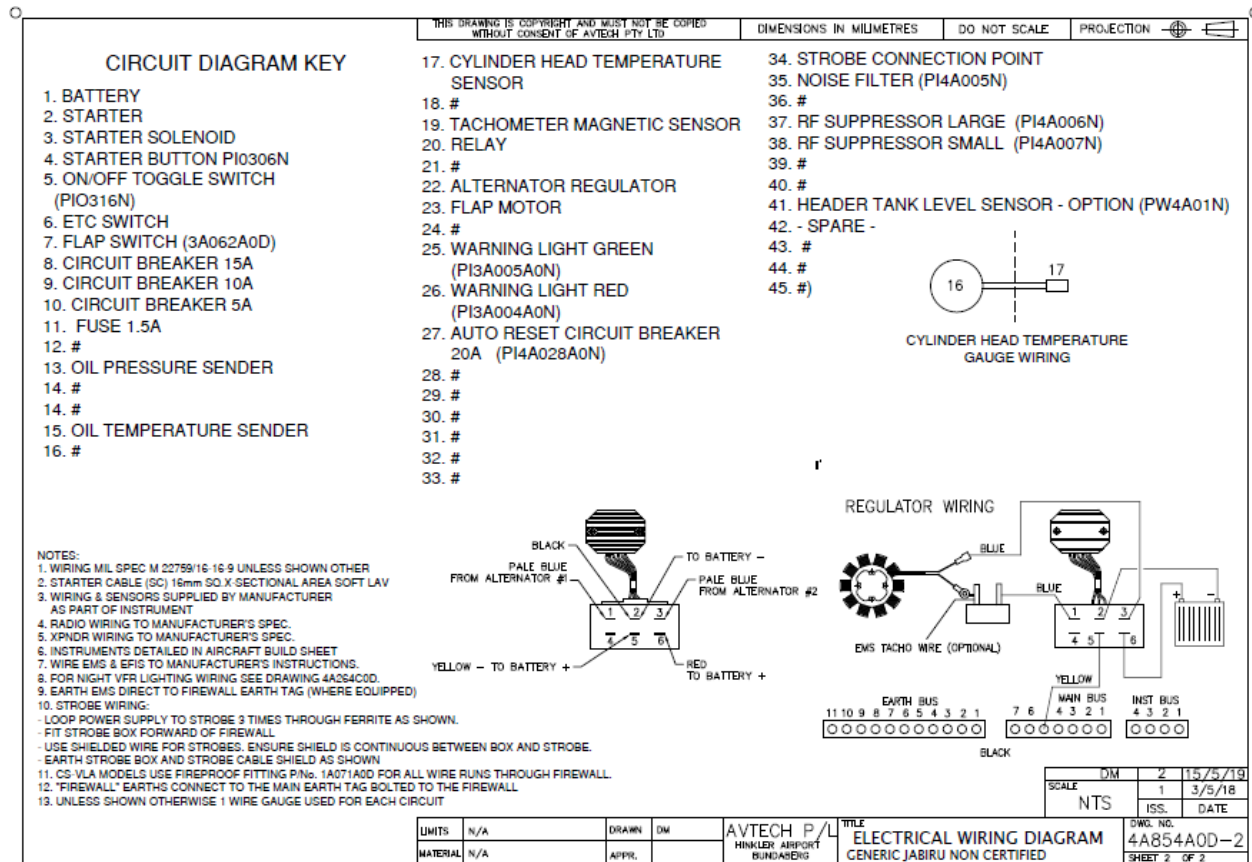 THIS DRAWING IS COPYRIGHT AND MUST NOT BE COPIED
WITHOUT CONSENT OF AVTECH PTY LTD
DIMENSIONS IN MILIMETRES
DO NOT SCALE
PROJECTION
CIRCUIT DIAGRAM KEY
1. BATTERY
2. STARTER
3. STARTER SOLENOID
4. STARTER BUTTON PI0306N
5. ON/OFF TOGGLE SWITCH
(PIO316N)
6. ETC SWITCH
7. FLAP SWITCH (3A062A0D)
8. CIRCUIT BREAKER 15A
9. CIRCUIT BREAKER 10A
10. CIRCUIT BREAKER 5A
11. FUSE 1.5A
12. #
13. OIL PRESSURE SENDER
14. #
14. #
15. OIL TEMPERATURE SENDER
16. #
17. CYLINDER HEAD TEMPERATURE
SENSOR
18. #
19. TACHOMETER MAGNETIC SENSOR
20. RELAY
21. #
22. ALTERNATOR REGULATOR
23. FLAP MOTOR
24. #
25. WARNING LIGHT GREEN
(PI3A005A0N)
26. WARNING LIGHT RED
(PI3A004A0N)
27. AUTO RESET CIRCUIT BREAKER
20A (PI4A028A0N)
28. #
29. #
30. #
31. #
32. #
33. #
34. STROBE CONNECTION POINT
35. NOISE FILTER (PI4A005N)
36. #
37. RF SUPPRESSOR LARGE (PI4A006N)
38. RF SUPPRESSOR SMALL (PI4A007N)
39. #
40. #
41. HEADER TANK LEVEL SENSOR - OPTION (PW4A01N)
42. - SPARE -
43. #
44. #
45. #)
16
17
CYLINDER HEAD TEMPERATURE
GAUGE WIRING
NOTES:
1. WIRING MIL SPEC M 22759/16-16-9 UNLESS SHOWN OTHER
2. STARTER CABLE (SC) 16mm SQ.X-SECTIONAL AREA SOFT LAV
3. WIRING & SENSORS SUPPLIED BY MANUFACTURER
AS PART OF INSTRUMENT
4. RADIO WIRING TO MANUFACTURER'S SPEC.
5. XPNDR WIRING TO MANUFACTURER'S SPEC.
6. INSTRUMENTS DETAILED IN AIRCRAFT BUILD SHEET
7. WIRE EMS & EFIS TO MANUFACTURER'S INSTRUCTIONS.
8. FOR NIGHT VFR LIGHTING WIRING SEE DRAWING 4A264C0D.
9. EARTH EMS DIRECT TO FIREWALL EARTH TAG (WHERE EQUIPPED)
10. STROBE WIRING:
- LOOP POWER SUPPLY TO STROBE 3 TIMES THROUGH FERRITE AS SHOWN.
- FIT STROBE BOX FORWARD OF FIREWALL
- USE SHIELDED WIRE FOR STROBES. ENSURE SHIELD IS CONTINUOUS BETWEEN BOX AND STROBE.
- EARTH STROBE BOX AND STROBE CABLE SHIELD AS SHOWN
11. CS-VLA MODELS USE FIREPROOF FITTING P/No. 1A071A0D FOR ALL WIRE RUNS THROUGH FIREWALL.
12. "FIREWALL" EARTHS CONNECT TO THE MAIN EARTH TAG BOLTED TO THE FIREWALL
13. UNLESS SHOWN OTHERWISE 1 WIRE GAUGE USED FOR EACH CIRCUIT
BLACK
TO BATTERY -
PALE BLUE
FROM ALTERNATOR #1
PALE BLUE
FROM ALTERNATOR #2
1 2 3
4 5 6
YELLOW - TO BATTERY +
RED
TO BATTERY +
r
REGULATOR WIRING
BLUE
BLUE
1 2 3
4 5 6
+ -
EMS TACHO WIRE (OPTIONAL)
YELLOW
EARTH BUS
11 10 9 8 7 6 5 4 3 2 1
MAIN BUS
7 6 4 3 2 1
INST BUS
4 3 2 1
BLACK
DM 2 15/5/19
SCALE
NTS
1 3/5/18
ISS. DATE
LIMITS N/A
DRAWN DM
MATERIAL N/A
APPR.
AVTECH P/L
HINKLER AIRPORT
BUNDABERG
TITLE
ELECTRICAL WIRING DIAGRAM
GENERIC JABIRU NON CERTIFIED
DWG. NO.
4A854A0D-2
SHEET 2 OF 2